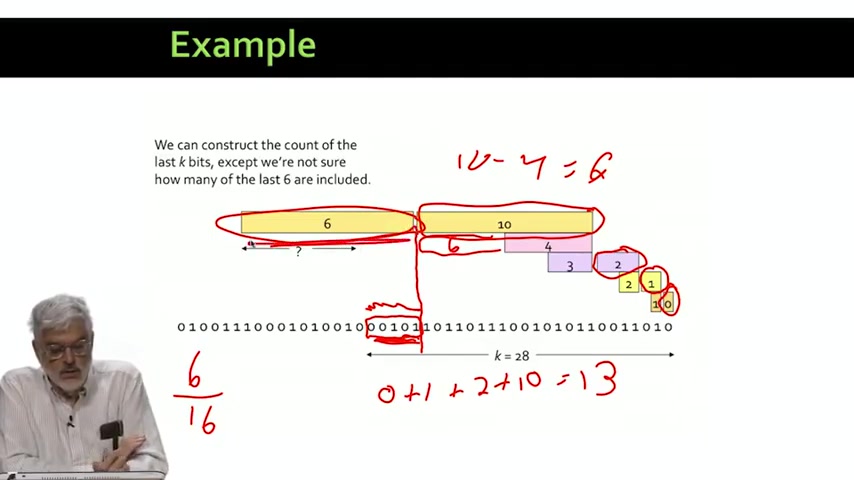 Example
We can construct the count of the
last k bits, except we're not sure
how many of the last 6 are included.
10 - 4 = 6
6 10
? 6 4
3 2
2 1
1 0
0100111000101001000101101101110010101100110 10
k = 28
6
16
0 + 1 + 2 + 10 = 13